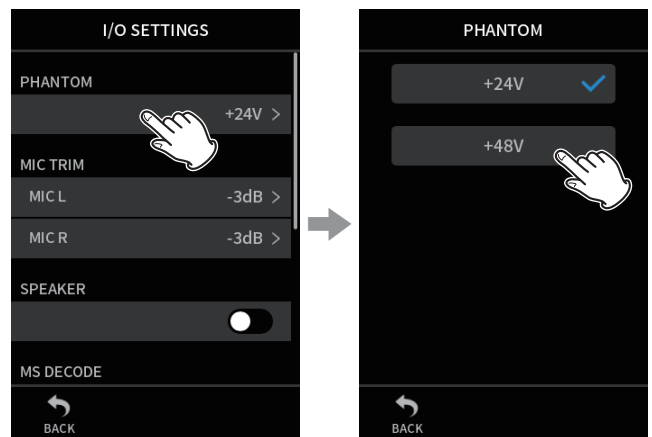 I/O SETTINGS
PHANTOM
+24V >
MIC TRIM
MIC L -3dB >
MIC R -3dB >
SPEAKER
MS DECODE
BACK
PHANTOM
+24V
+48V
BACK